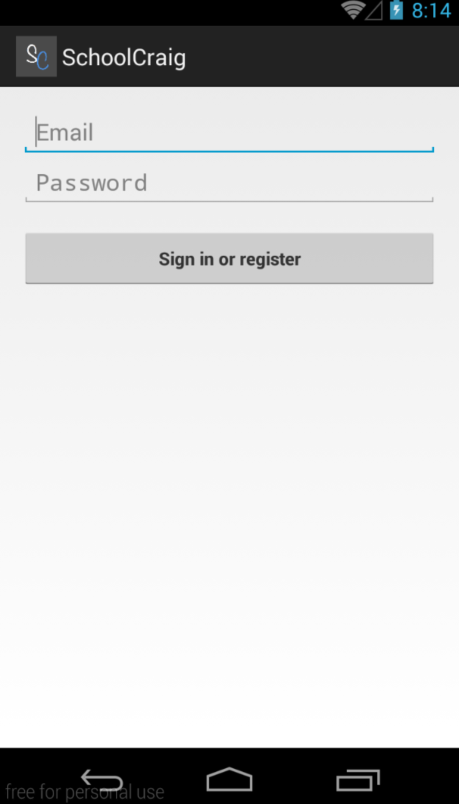 8:14
SC SchoolCraig
Email
Password
Sign in or register
free for personal use